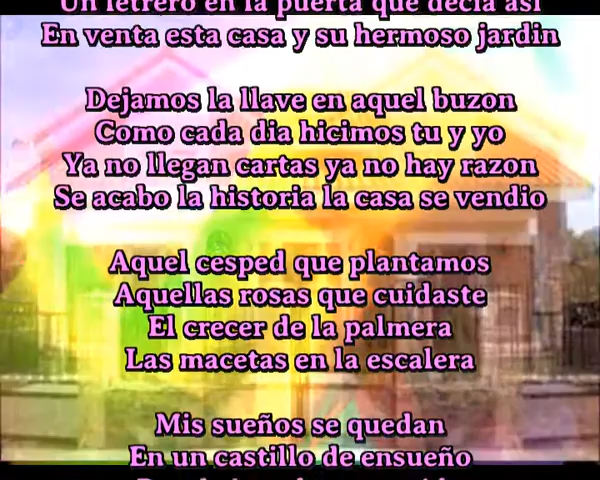 Un letrero en la puerta que decia asi
En venta esta casa y su hermoso jardin
Dejamos la llave en aquel buzon
Como cada dia hicimos tu y yo
Ya no llegan cartas ya no hay razon
Se acabo la historia la casa se vendio
Aquel cesped que plantamos
Aquellas rosas que cuidaste
El crecer de la palmera
Las macetas en la escalera
Mis sueños se quedan
En un castillo de ensueño